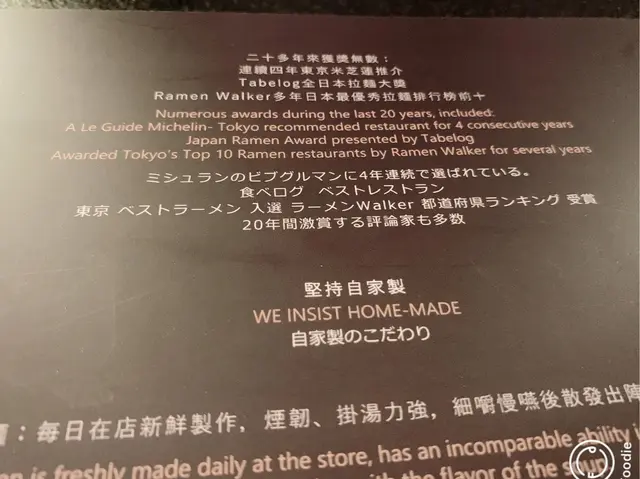 二十多年來獲獎無數：
連續四年東京米芝蓮推介
Tabelog全日本拉麵大獎
Ramen Walker多年日本最優秀拉麵排行榜前十
Numerous awards during the last 20 years, included:
A Le Guide Michelin- Tokyo recommended restaurant for 4 consecutive years
Japan Ramen Award presented by Tabelog
Awarded Tokyo's Top 10 Ramen restaurants by Ramen Walker for several years
ミシュランのビブグルマンに4年連続で選ばれている。
食べログ ベストレストラン
東京 ベストラーメン 入選 ラーメンWalker 都道府県ランキング 受賞
20年間激賞する評論家も多数
堅持自家製
WE INSIST HOME-MADE
自家製のこだわり
：每日在店新鮮製作，煙韌、掛湯力強，細嚼慢嚥後散發出陣
is freshly made daily at the store, has an incomparable ability
with the flavor of the soup
Foodie